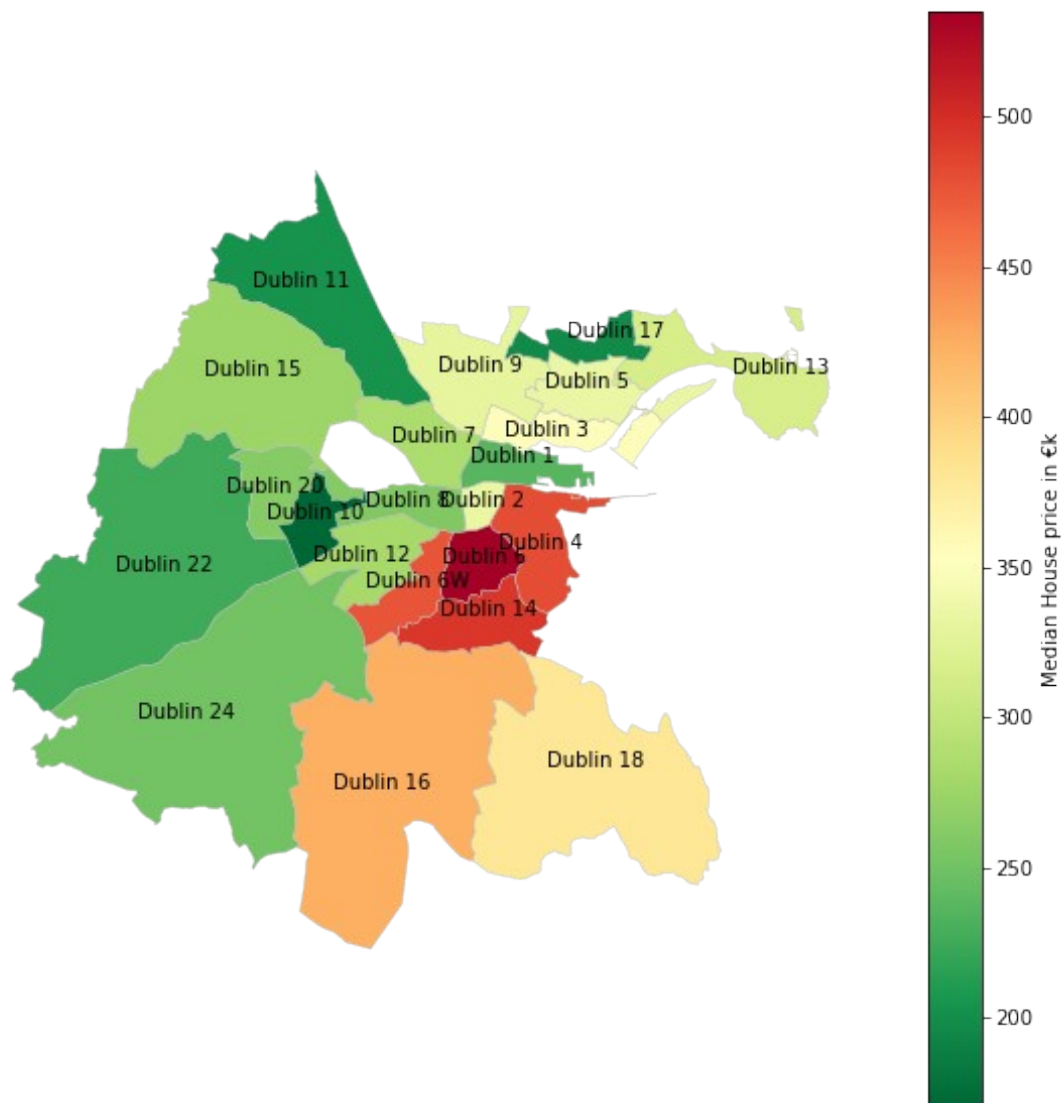 500
450
400
350
300
250
200
Median House price in €k
Dublin 11
Dublin 17
Dublin 15
Dublin 9
Dublin 5
Dublin 13
Dublin 7
Dublin 3
Dublin 1
Dublin 20
Dublin 8
Dublin 2
Dublin 10
Dublin 4
Dublin 12
Dublin 6
Dublin 22
Dublin 6W
Dublin 14
Dublin 24
Dublin 18
Dublin 16